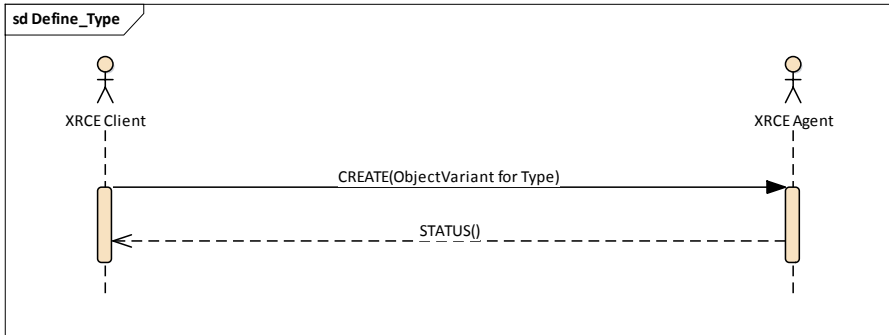 sd Define_Type
XRCE Client
XRCE Agent
CREATE(ObjectVariant for Type)
STATUS()